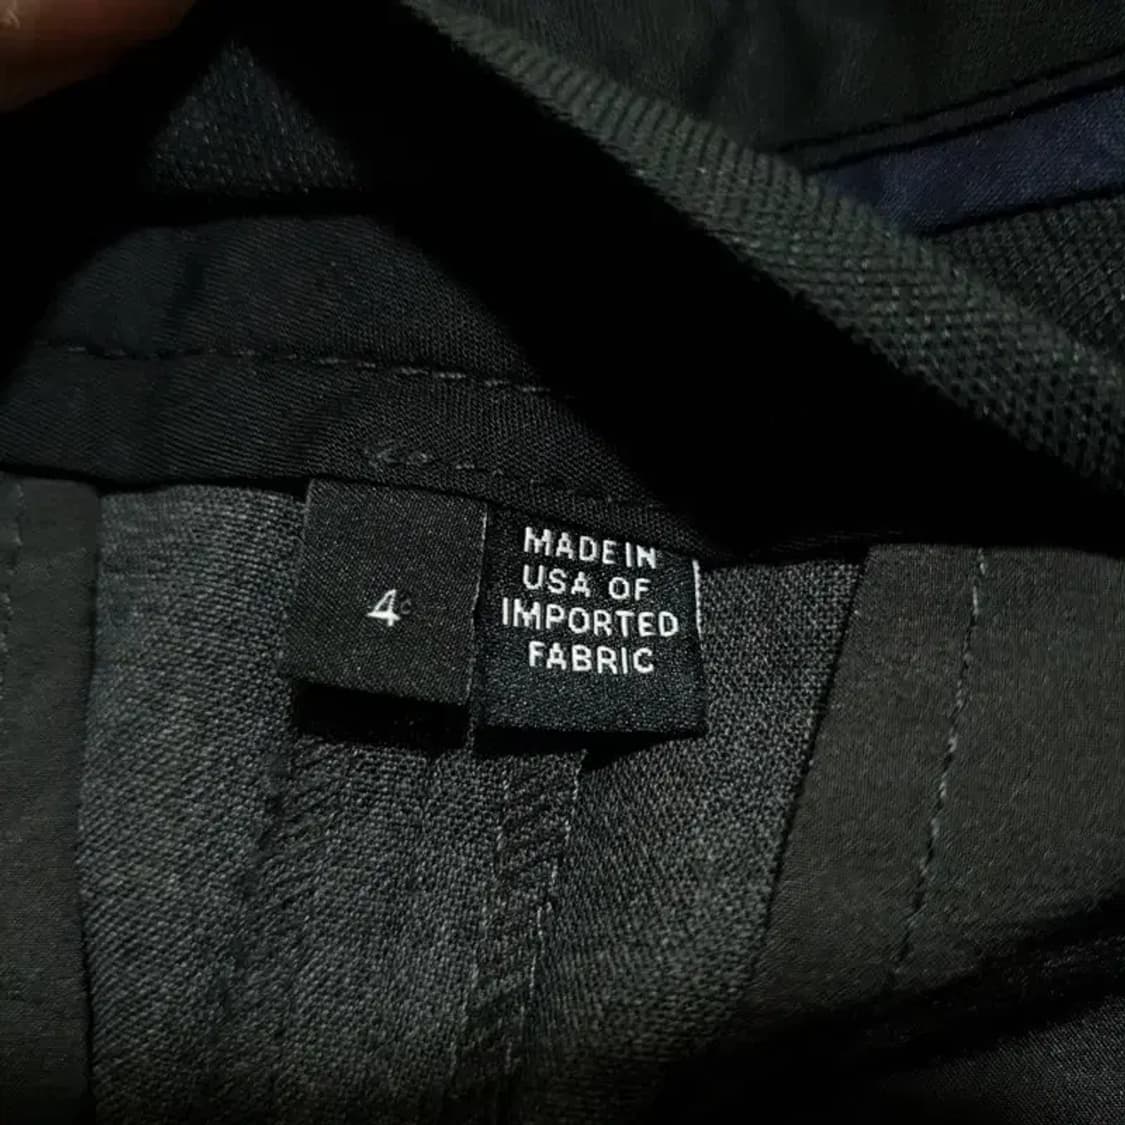 4
MADE IN
USA OF
IMPORTED
FABRIC